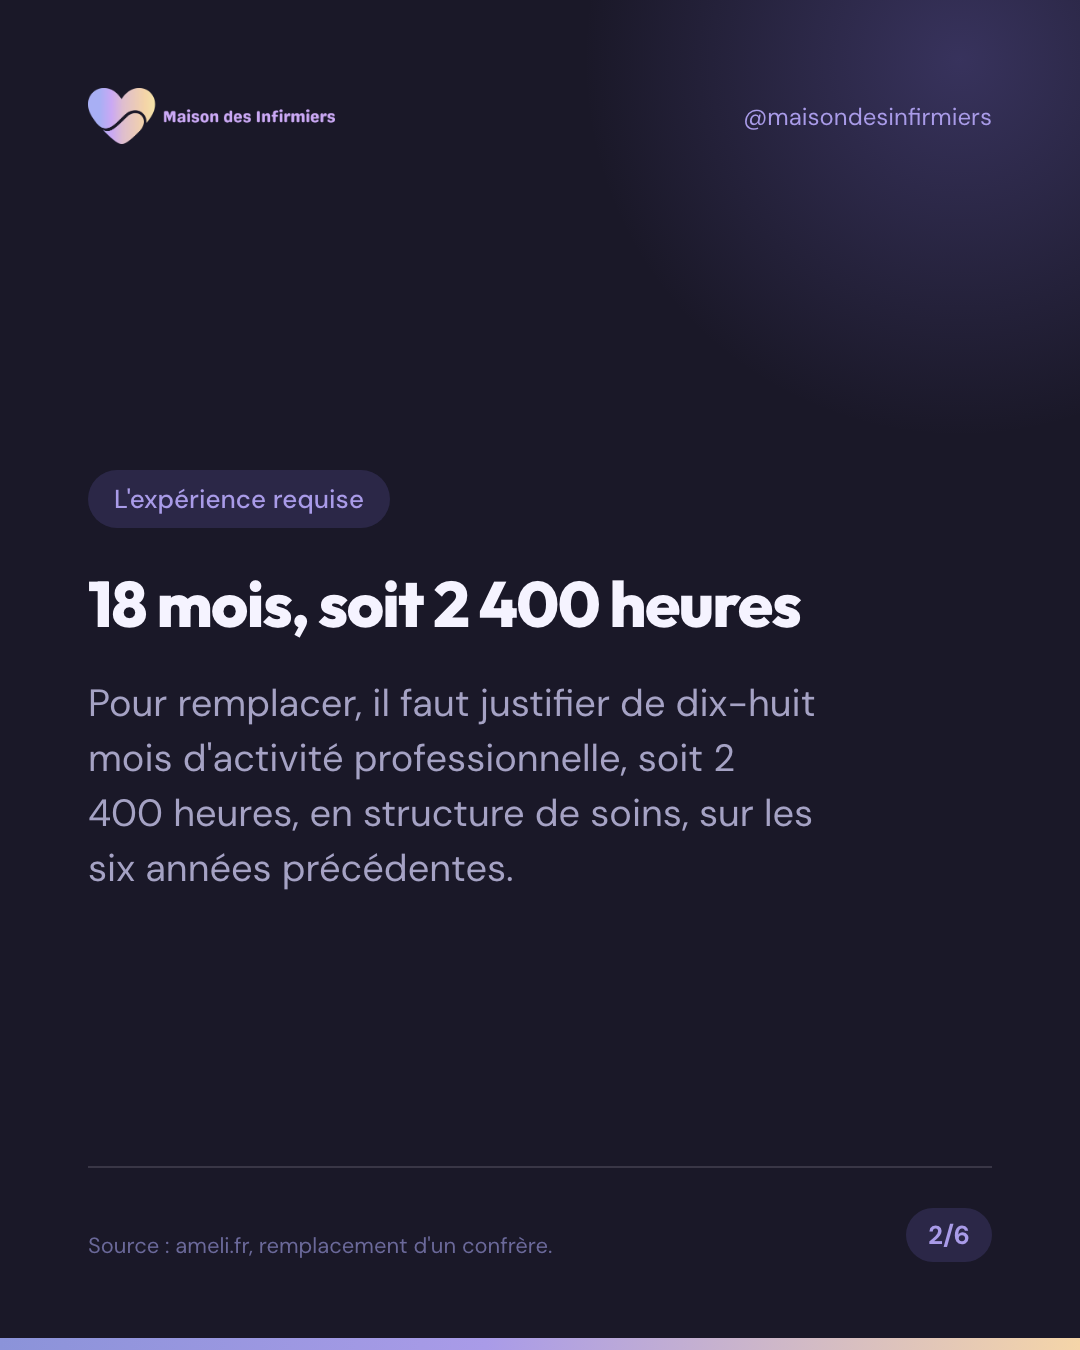 Maison des Infirmiers
@maisondesinfirmiers
L'expérience requise
18 mois, soit 2 400 heures
Pour remplacer, il faut justifier de dix-huit
mois d'activité professionnelle, soit 2
400 heures, en structure de soins, sur les
six années précédentes.
Source : ameli.fr, remplacement d'un confrère.
2/6